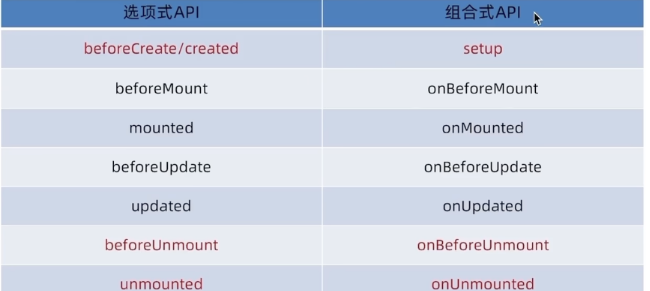 选项式API 组合式API
beforeCreate/created setup
beforeMount onBeforeMount
mounted onMounted
beforeUpdate onBeforeUpdate
updated onUpdated
beforeUnmount onBeforeUnmount
unmounted onUnmounted